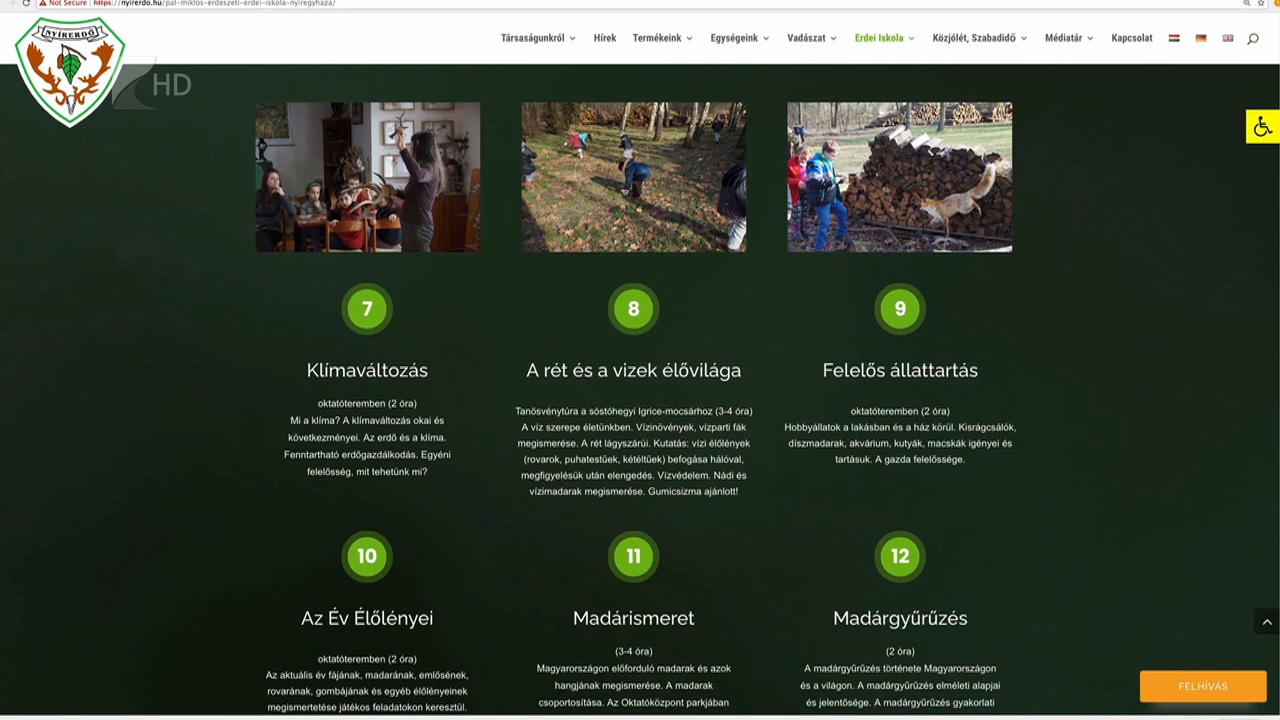 Not Secure | https://nyirerdo.hu/pal-miklos-erdeszeti-erdei-iskola-nyiregyhaza/
NYÍRERDŐ
Társaságunkról Hírek Termékeink Egységeink Vadászat Erdei Iskola Közjólét, Szabadidő Médiatár Kapcsolat
HD
7
Klímaváltozás
oktatóteremben (2 óra)
Mi a klíma? A klímaváltozás okai és
következményei. Az erdő és a klíma.
Fenntartható erdőgazdálkodás. Egyéni
felelősség, mit tehetünk mi?
8
A rét és a vizek élővilága
Tanösvénytúra a sóstóhegyi Igrice-mocsárhoz (3-4 óra)
A víz szerepe életünkben. Vízinövények, vízparti fák
megismerése. A rét lágyszárúi. Kutatás: vízi élőlények
(rovarok, puhatestűek, kétéltűek) befogása hálóval,
megfigyelésük után elengedés. Vízvédelem. Nádi és
vízimadarak megismerése. Gumicsizma ajánlott!
9
Felelős állattartás
oktatóteremben (2 óra)
Hobbyállatok a lakásban és a ház körül. Kisrágcsálók,
díszmadarak, akvárium, kutyák, macskák igényei és
tartásuk. A gazda felelőssége.
10
Az Év Élőlényei
oktatóteremben (2 óra)
Az aktuális év fájának, madarának, emlősének,
rovarának, gombájának és egyéb élőlényeinek
megismertetése játékos feladatokon keresztül.
11
Madárismeret
(3-4 óra)
Magyarországon előforduló madarak és azok
hangjának megismerése. A madarak
csoportosítása. Az Oktatóközpont parkjában
12
Madárgyűrűzés
(2 óra)
A madárgyűrűzés története Magyarországon
és a világon. A madárgyűrűzés elméleti alapjai
és jelentősége. A madárgyűrűzés gyakorlati
FELHÍVÁS